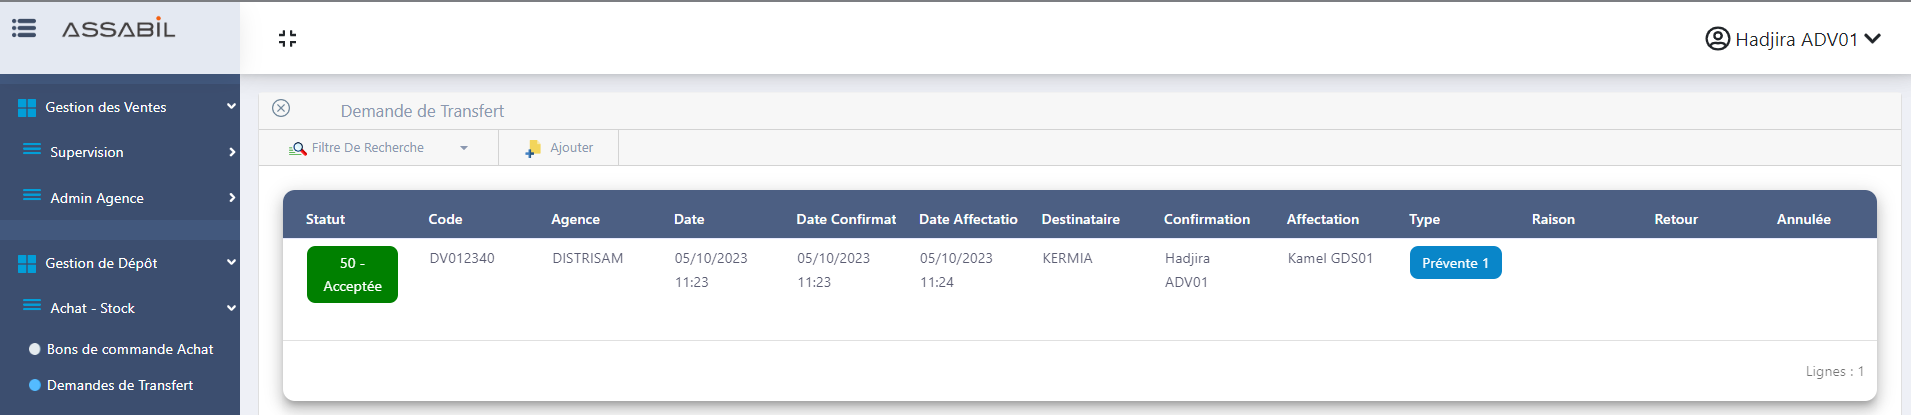 ASSABIL
Hadjira ADV01
Gestion des Ventes
Supervision
Admin Agence
Gestion de Dépôt
Achat - Stock
Bons de commande Achat
Demandes de Transfert
Demande de Transfert
Filtre De Recherche
Ajouter
Statut Code Agence Date Date Confirmat Date Affectatio Destinataire Confirmation Affectation Type Raison Retour Annulée
50 - DV012340 DISTRISAM 05/10/2023 05/10/2023 05/10/2023 KERMIA Hadjira Kamel GDS01 Prévente 1
Acceptée 11:23 11:23 11:24 ADV01
Lignes : 1